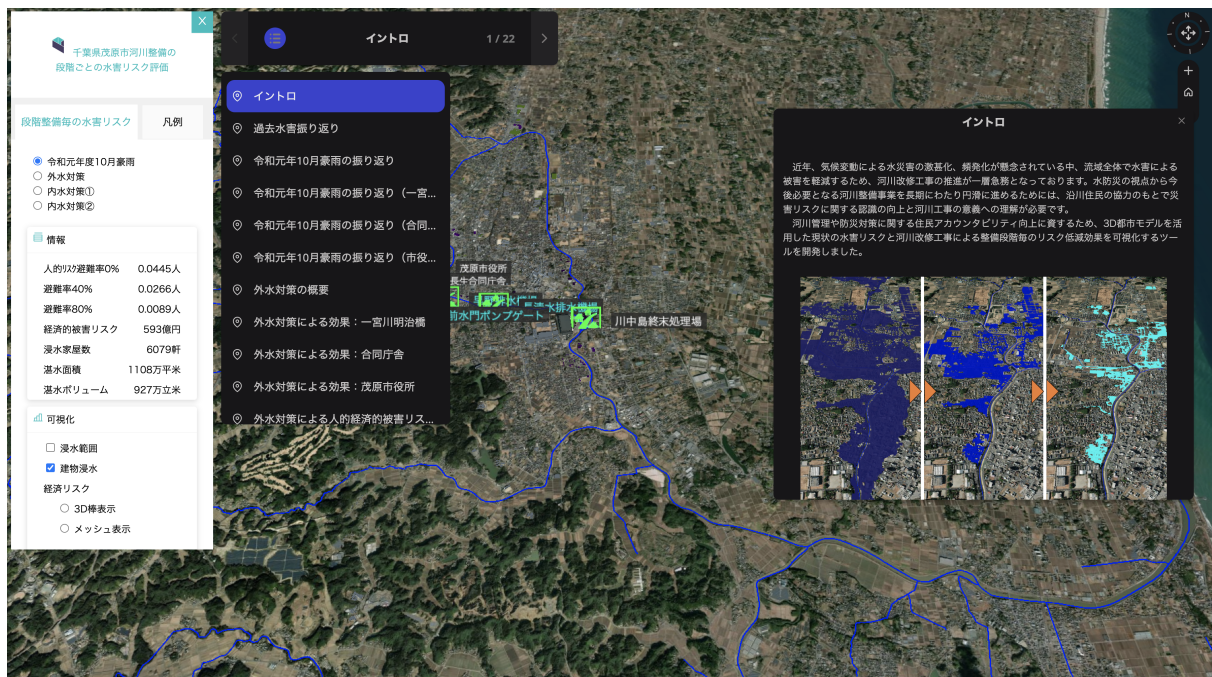 X
千葉県茂原市河川整備の
段階ごとの水害リスク評価
段階整備毎の水害リスク
凡例
令和元年度10月豪雨
外水対策
内水対策①
内水対策②
情報
人的リスク避難率0% 0.0445人
避難率40% 0.0266人
避難率80% 0.0089人
経済的被害リスク 593億円
浸水家屋数 6079軒
湛水面積 1108万平米
湛水ボリューム 927万立米
可視化
浸水範囲
建物浸水
経済リスク
3D棒表示
メッシュ表示
イントロ
1 / 22
イントロ
過去水害振り返り
令和元年10月豪雨の振り返り
令和元年10月豪雨の振り返り（一宮...
令和元年10月豪雨の振り返り（合同...
令和元年10月豪雨の振り返り（市役...
外水対策の概要
外水対策による効果：一宮川明治橋
外水対策による効果：合同庁舎
外水対策による効果：茂原市役所
外水対策による人的経済的被害リス...
茂原市役所
長生合同庁舎
前水門ポンプゲート
川中島終末処理場
N
イントロ
近年、気候変動による水災害の激甚化、頻発化が懸念されている中、流域全体で水害による
被害を軽減するため、河川改修工事の推進が一層急務となっております。水防災の視点から今
後必要となる河川整備事業を長期にわたり円滑に進めるためには、沿川住民の協力のもとで災
害リスクに関する認識の向上と河川工事の意義への理解が必要です。
河川管理や防災対策に関する住民アカウンタビリティ向上に資するため、3D都市モデルを活
用した現状の水害リスクと河川改修工事による整備段階毎のリスク低減効果を可視化するツー
ルを開発しました。